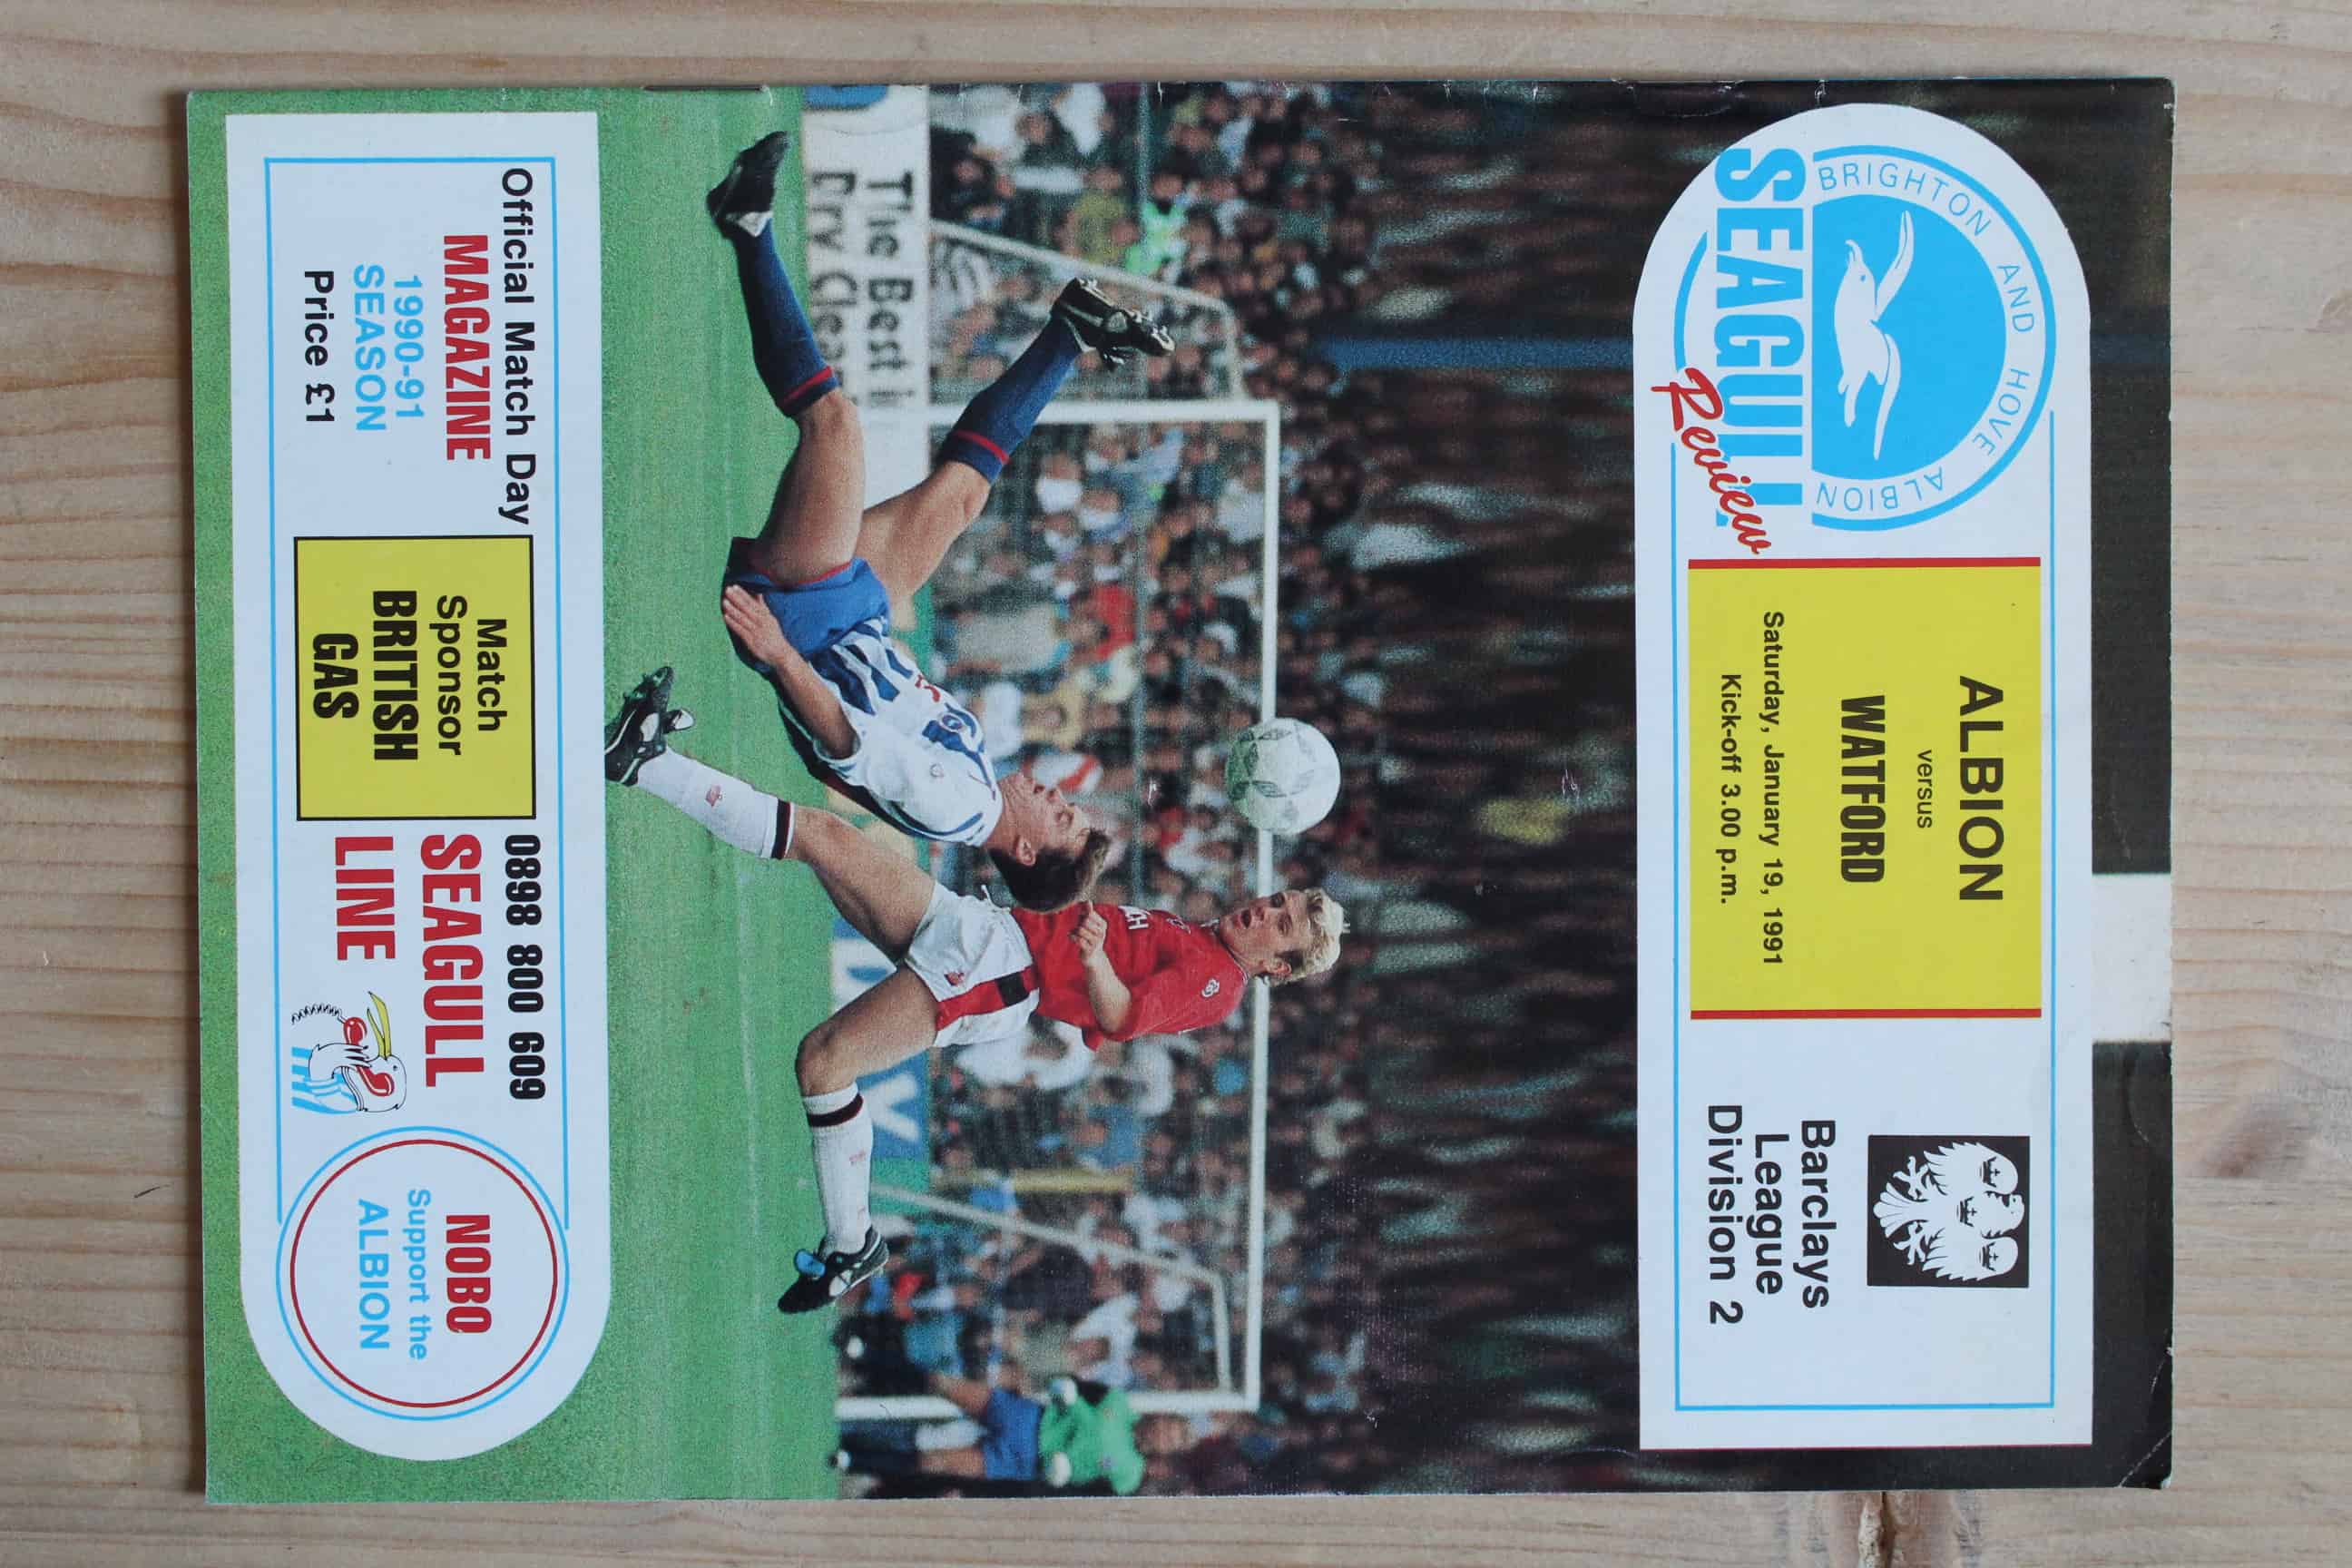 BRIGHTON AND HOVE ALBION
SEAGULL
Review
ALBION
versus
WATFORD
Saturday, January 19, 1991
Kick-off 3.00 p.m.
Barclays
League
Division 2
The Best
Dry
Official Match Day
MAGAZINE
1990-91
SEASON
Price £1
Match
Sponsor
BRITISH
GAS
0898 800 609
SEAGULL
LINE
NOBO
Support the
ALBION